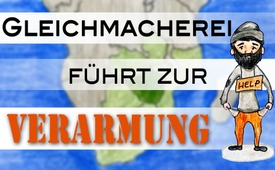 GLEICHMACHEREI
FÜHRT ZUR
VERARMUNG
HELP